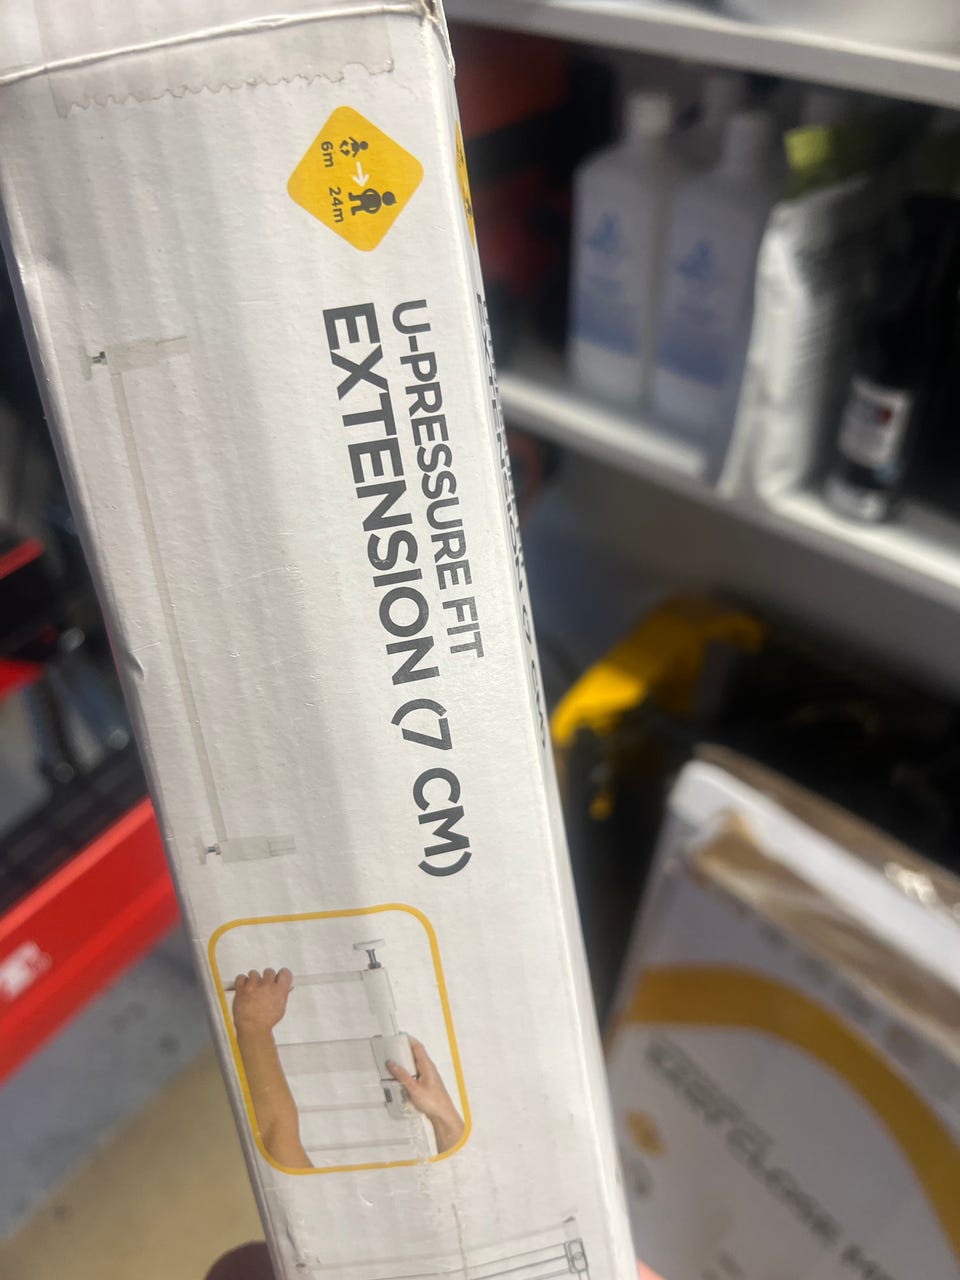 6m
24m
U-PRESSURE FIT
EXTENSION (7 CM)